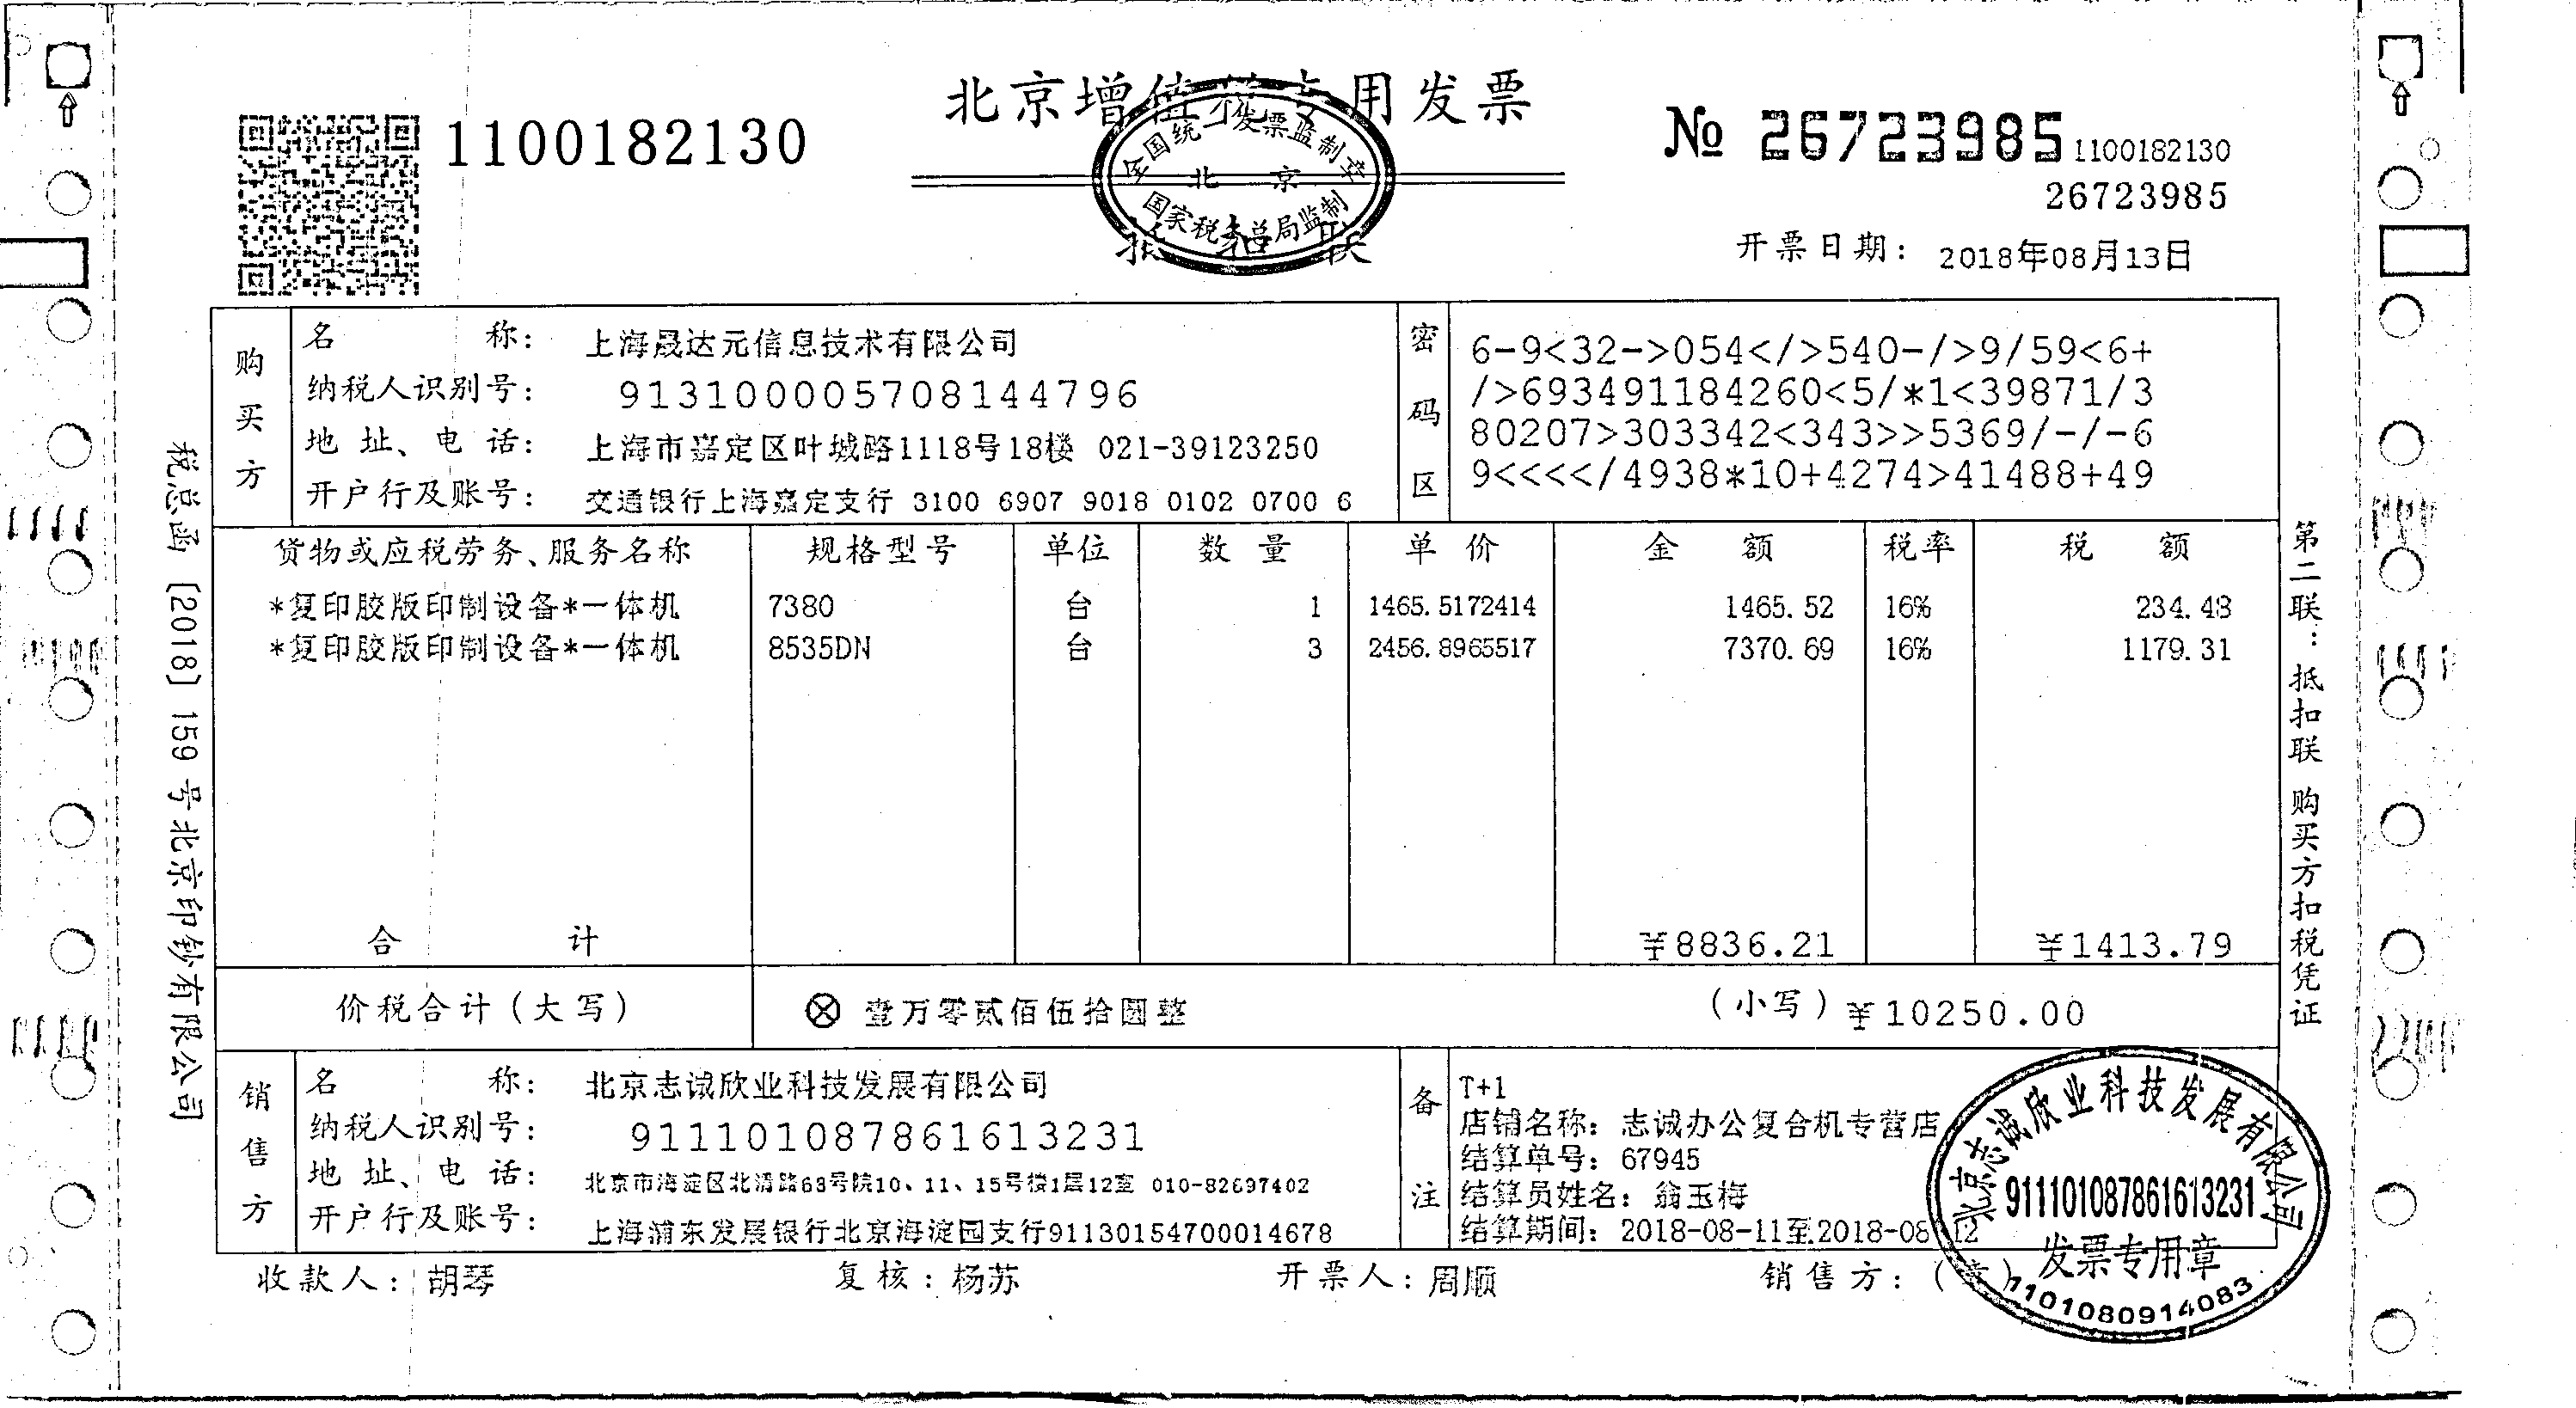 北京增值税专用发票
全国统一发票监制章
北京
国家税务总局监制
抵扣联
1100182130
№ 26723985
1100182130
26723985
开票日期: 2018年08月13日
税总函〔2018〕159号北京印钞有限公司
购买方
名 称: 上海晟达元信息技术有限公司
纳税人识别号: 913100005708144796
地 址、电 话: 上海市嘉定区叶城路1118号18楼 021-39123250
开户行及账号: 交通银行上海嘉定支行 3100 6907 9018 0102 0700 6
密码区
6-9<32->054</>540-/>9/59<6+
/>693491184260<5/*1<39871/3
80207>303342<343>>5369/-/-6
9<<<</4938*10+4274>41488+49
货物或应税劳务、服务名称 规格型号 单位 数量 单价 金额 税率 税额
*复印胶版印制设备*一体机 7380 台 1 1465.5172414 1465.52 16% 234.48
*复印胶版印制设备*一体机 8535DN 台 3 2456.8965517 7370.69 16% 1179.31
合 计 ¥8836.21 ¥1413.79
价税合计(大写) ⊗ 壹万零贰佰伍拾圆整 (小写) ¥10250.00
第二联:抵扣联 购买方扣税凭证
销售方
名 称: 北京志诚欣业科技发展有限公司
纳税人识别号: 911101087861613231
地 址、电 话: 北京市海淀区北清路68号院10、11、15号楼1层12室 010-82697402
开户行及账号: 上海浦东发展银行北京海淀园支行91130154700014678
备注
T+1
店铺名称: 志诚办公复合机专营店
结算单号: 67945
结算员姓名: 翁玉梅
结算期间: 2018-08-11至2018-08-12
北京志诚欣业科技发展有限公司
911101087861613231
发票专用章
1101080914083
收款人: 胡琴 复核: 杨苏 开票人: 周顺 销售方: (章)